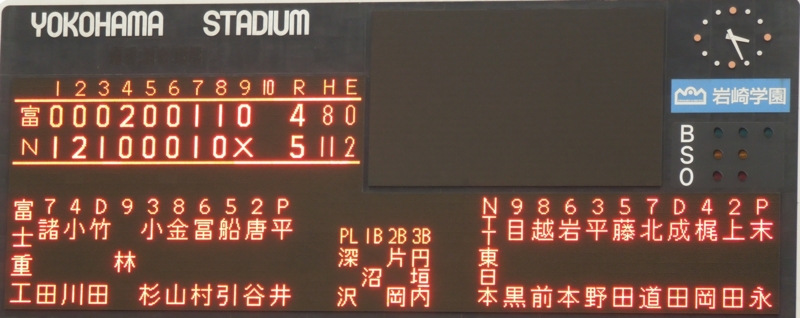 YOKOHAMA STADIUM
1 2 3 4 5 6 7 8 9 10 R H E
富 0 0 0 2 0 0 1 1 0 4 8 0
N 1 2 1 0 0 0 1 0 X 5 11 2
岩崎学園
B
S
O
富士重工
7 諸田
4 小川
D 竹田
9 林
3 小杉
8 金山
6 冨村
5 船引
2 唐谷
P 平井
PL 深沢
1B 沼
2B 片岡
3B 円垣内
NTT東日本
9 目黒
8 越前
6 岩本
3 平野
5 藤田
7 北道
D 成田
4 梶岡
2 上田
P 末永